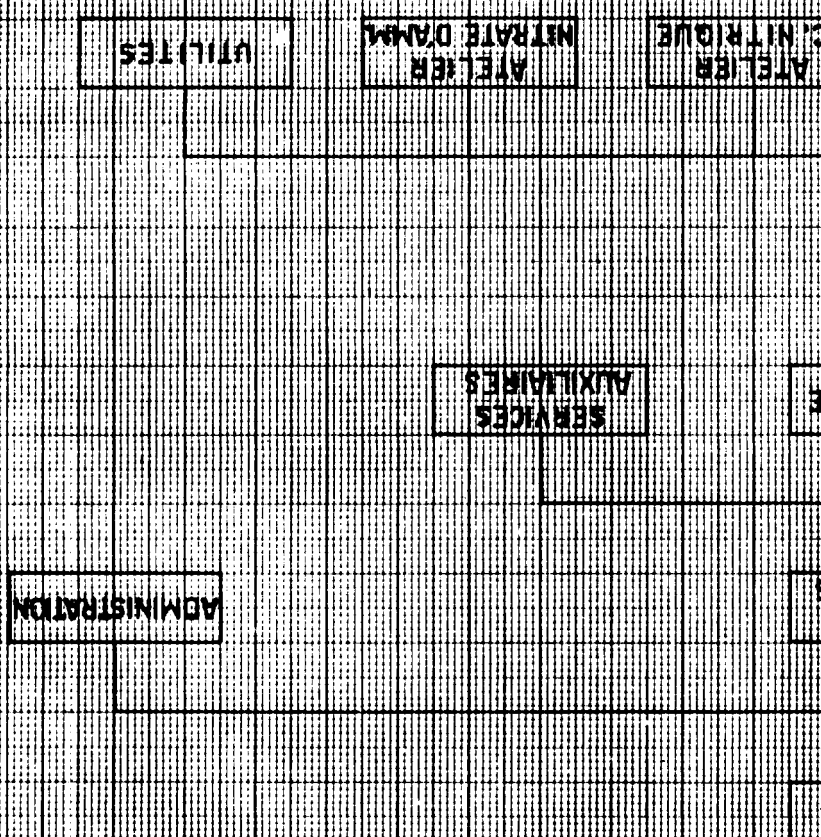 ADMINISTRATION
SERVICES
AUXILIAIRES
ATELIER
C. NITRIQUE
ATELIER
NITRATE D'AMM.
UTILITES